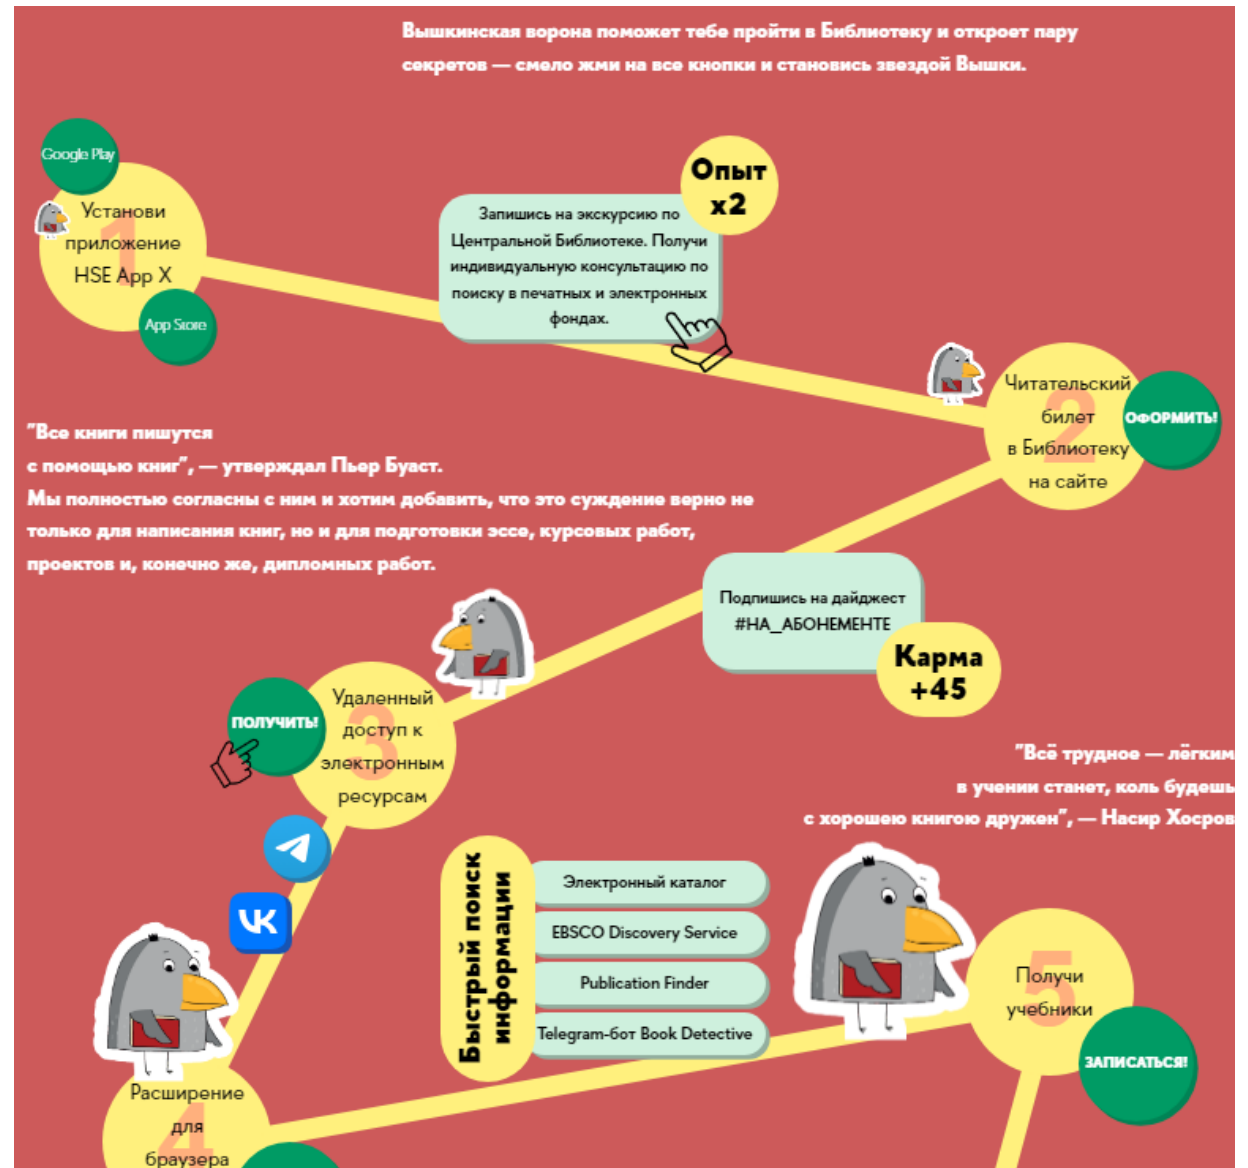 Вышкинская ворона поможет тебе пройти в Библиотеку и откроет пару
секретов — смело жми на все кнопки и становись звездой Вышки.
Google Play
1
Установи
приложение
HSE App X
App Store
Опыт
x2
Запишись на экскурсию по
Центральной Библиотеке. Получи
индивидуальную консультацию по
поиску в печатных и электронных
фондах.
2
Читательский
билет
в Библиотеку
на сайте
ОФОРМИТЬ!
"Все книги пишутся
с помощью книг", — утверждал Пьер Буаст.
Мы полностью согласны с ним и хотим добавить, что это суждение верно не
только для написания книг, но и для подготовки эссе, курсовых работ,
проектов и, конечно же, дипломных работ.
Подпишись на дайджест
#НА_АБОНЕМЕНТЕ
Карма
+45
ПОЛУЧИТЬ!
3
Удаленный
доступ к
электронным
ресурсам
"Всё трудное — лёгким
в учении станет, коль будешь
с хорошею книгою дружен", — Насир Хосров
Быстрый поиск
информации
Электронный каталог
EBSCO Discovery Service
Publication Finder
Telegram-бот Book Detective
5
Получи
учебники
ЗАПИСАТЬСЯ!
4
Расширение
для
браузера